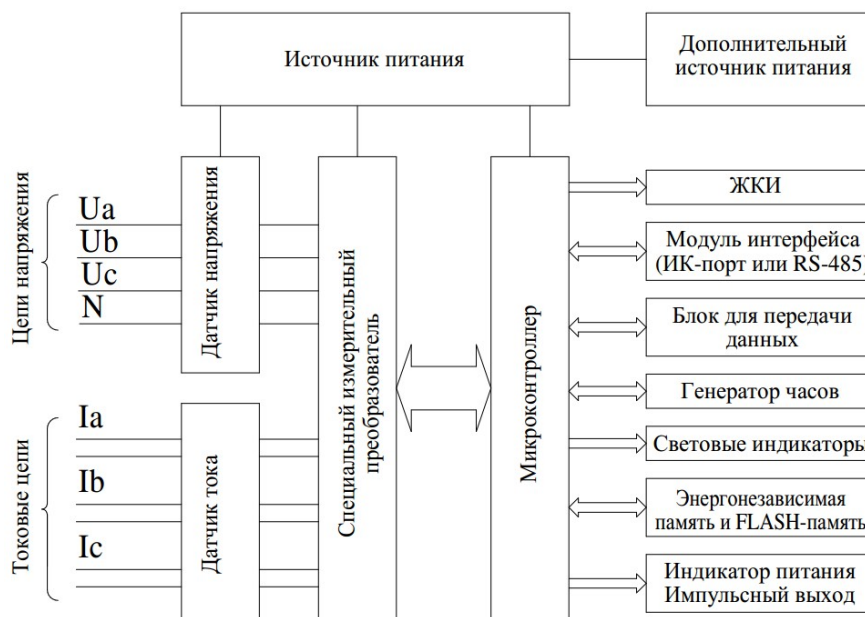 Источник питания
Дополнительный
источник питания
Цепи напряжения
Ua
Ub
Uc
N
Датчик напряжения
Токовые цепи
Ia
Ib
Ic
Датчик тока
Специальный измерительный
преобразователь
Микроконтроллер
ЖКИ
Модуль интерфейса
(ИК-порт или RS-485)
Блок для передачи
данных
Генератор часов
Световые индикаторы
Энергонезависимая
память и FLASH-память
Индикатор питания
Импульсный выход